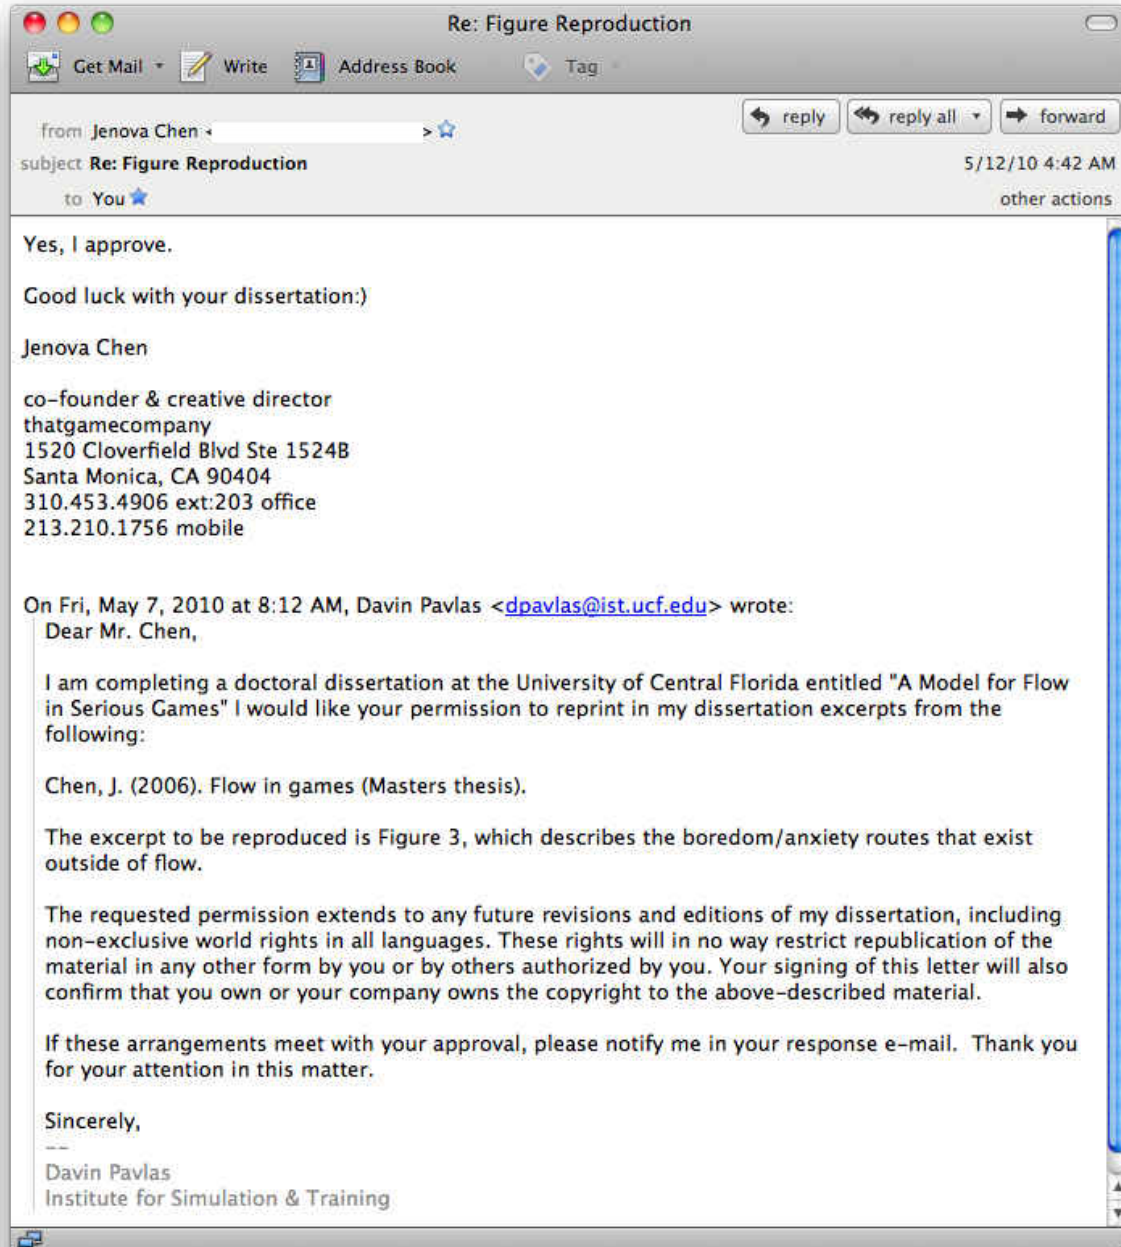 Re: Figure Reproduction
Get Mail Write Address Book Tag
reply reply all forward
from Jenova Chen < >
subject Re: Figure Reproduction 5/12/10 4:42 AM
to You other actions
Yes, I approve.
Good luck with your dissertation:)
Jenova Chen
co-founder & creative director
thatgamecompany
1520 Cloverfield Blvd Ste 1524B
Santa Monica, CA 90404
310.453.4906 ext:203 office
213.210.1756 mobile
On Fri, May 7, 2010 at 8:12 AM, Davin Pavlas <dpavlas@ist.ucf.edu> wrote:
Dear Mr. Chen,
I am completing a doctoral dissertation at the University of Central Florida entitled "A Model for Flow
in Serious Games" I would like your permission to reprint in my dissertation excerpts from the
following:
Chen, J. (2006). Flow in games (Masters thesis).
The excerpt to be reproduced is Figure 3, which describes the boredom/anxiety routes that exist
outside of flow.
The requested permission extends to any future revisions and editions of my dissertation, including
non-exclusive world rights in all languages. These rights will in no way restrict republication of the
material in any other form by you or by others authorized by you. Your signing of this letter will also
confirm that you own or your company owns the copyright to the above-described material.
If these arrangements meet with your approval, please notify me in your response e-mail.  Thank you
for your attention in this matter.
Sincerely,
--
Davin Pavlas
Institute for Simulation & Training